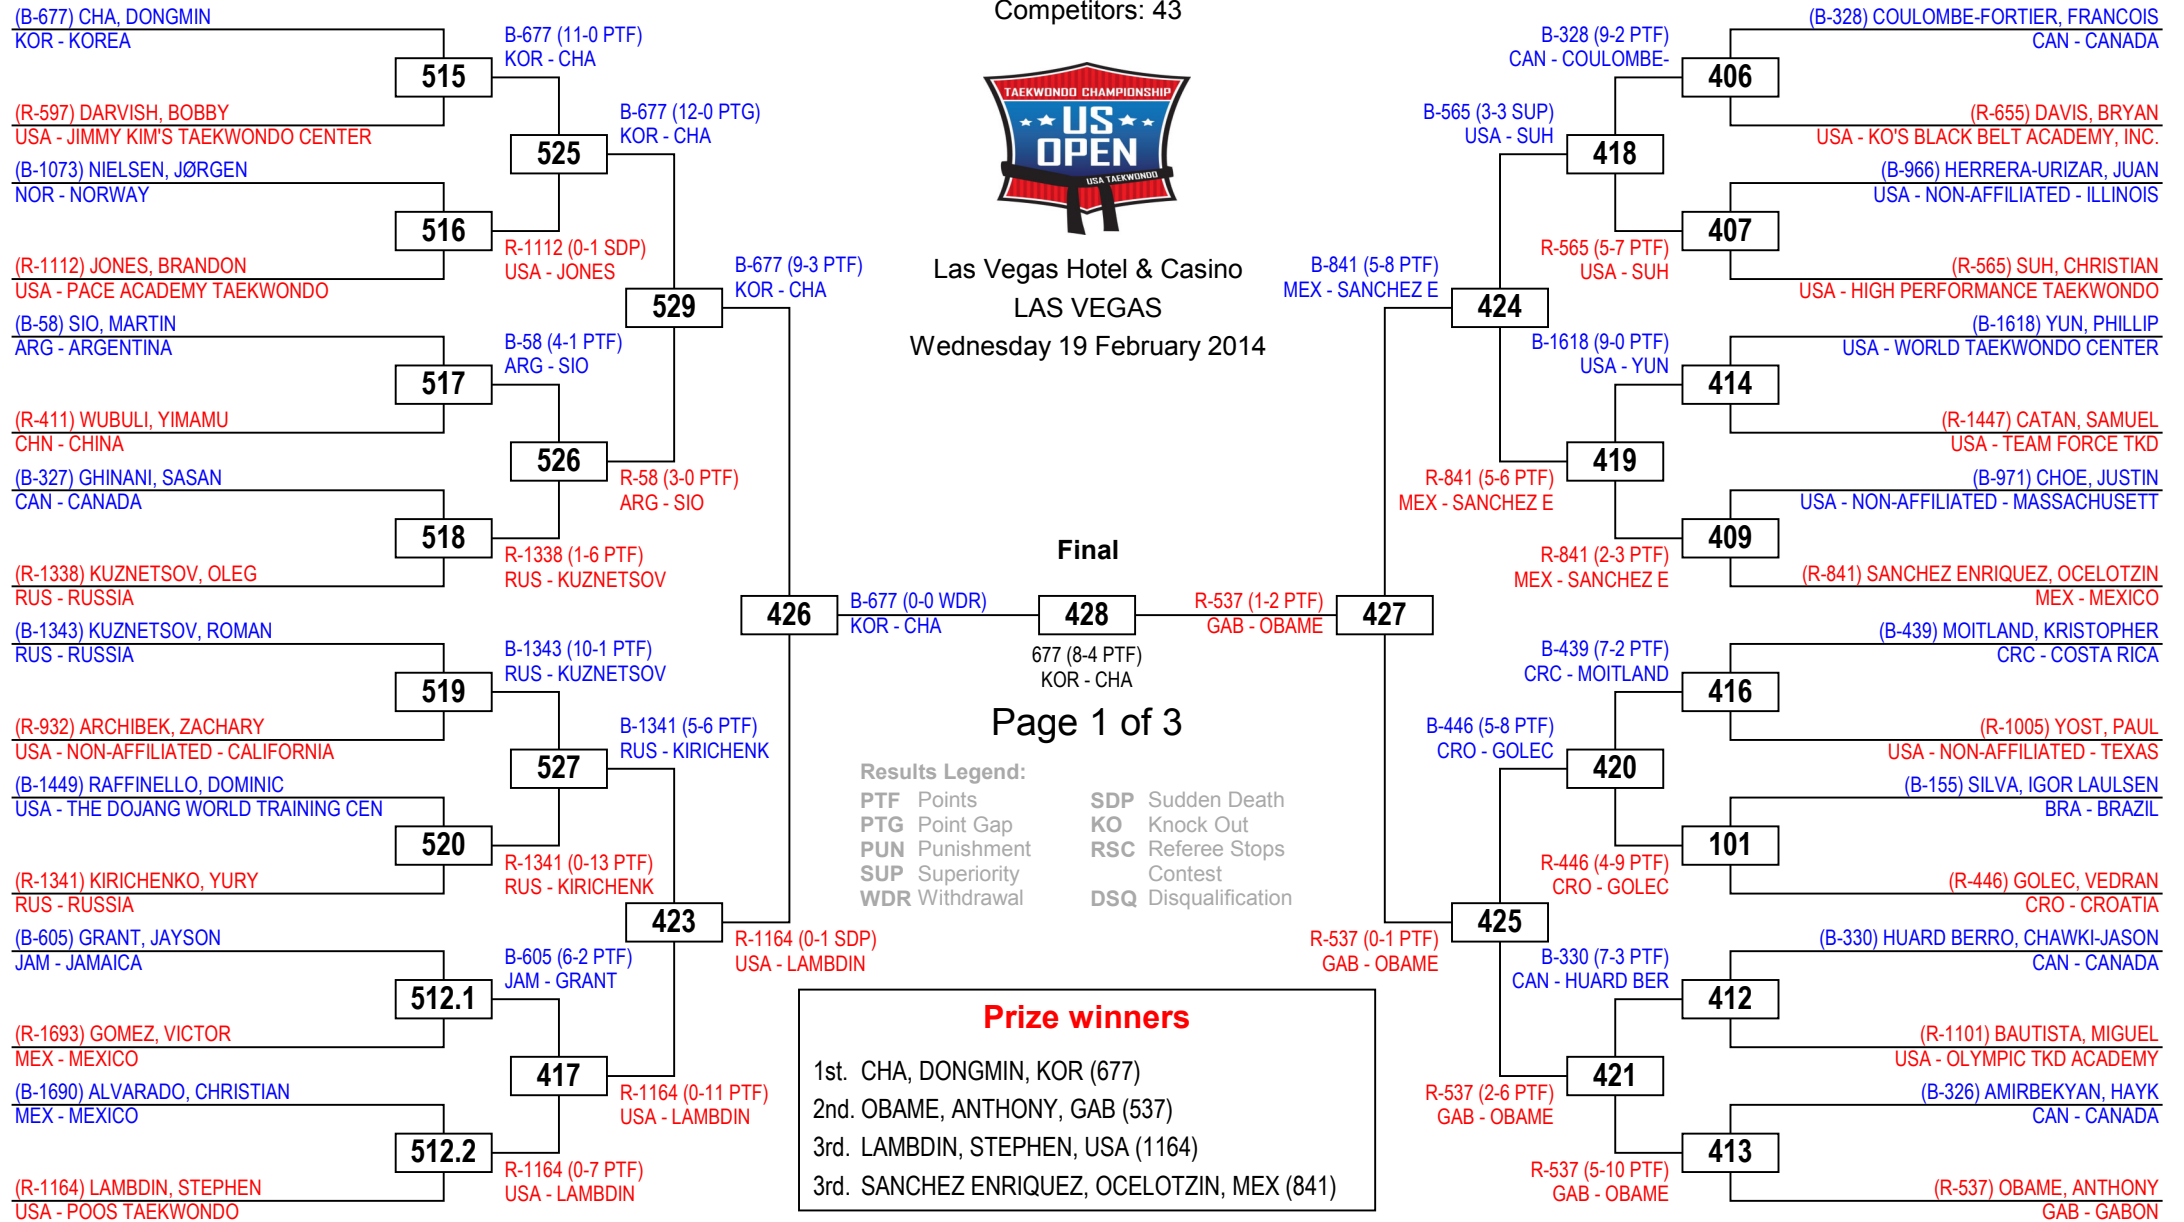 (B-677) CHA, DONGMIN
KOR - KOREA
(R-597) DARVISH, BOBBY
USA - JIMMY KIM'S TAEKWONDO CENTER
(B-1073) NIELSEN, JØRGEN
NOR - NORWAY
(R-1112) JONES, BRANDON
USA - PACE ACADEMY TAEKWONDO
(B-58) SIO, MARTIN
ARG - ARGENTINA
(R-411) WUBULI, YIMAMU
CHN - CHINA
(B-327) GHINANI, SASAN
CAN - CANADA
(R-1338) KUZNETSOV, OLEG
RUS - RUSSIA
(B-1343) KUZNETSOV, ROMAN
RUS - RUSSIA
(R-932) ARCHIBEK, ZACHARY
USA - NON-AFFILIATED - CALIFORNIA
(B-1449) RAFFINELLO, DOMINIC
USA - THE DOJANG WORLD TRAINING CEN
(R-1341) KIRICHENKO, YURY
RUS - RUSSIA
(B-605) GRANT, JAYSON
JAM - JAMAICA
(R-1693) GOMEZ, VICTOR
MEX - MEXICO
(B-1690) ALVARADO, CHRISTIAN
MEX - MEXICO
(R-1164) LAMBDIN, STEPHEN
USA - POOS TAEKWONDO
515
516
517
518
519
520
512.1
512.2
B-677 (11-0 PTF)
KOR - CHA
R-1112 (0-1 SDP)
USA - JONES
B-58 (4-1 PTF)
ARG - SIO
R-1338 (1-6 PTF)
RUS - KUZNETSOV
B-1343 (10-1 PTF)
RUS - KUZNETSOV
R-1341 (0-13 PTF)
RUS - KIRICHENK
B-605 (6-2 PTF)
JAM - GRANT
R-1164 (0-7 PTF)
USA - LAMBDIN
525
526
527
417
B-677 (12-0 PTG)
KOR - CHA
R-58 (3-0 PTF)
ARG - SIO
B-1341 (5-6 PTF)
RUS - KIRICHENK
R-1164 (0-11 PTF)
USA - LAMBDIN
529
423
B-677 (9-3 PTF)
KOR - CHA
R-1164 (0-1 SDP)
USA - LAMBDIN
426
B-677 (0-0 WDR)
KOR - CHA
Competitors: 43
TAEKWONDO CHAMPIONSHIP
US
OPEN
USA TAEKWONDO
Las Vegas Hotel & Casino
LAS VEGAS
Wednesday 19 February 2014
Final
428
677 (8-4 PTF)
KOR - CHA
Page 1 of 3
Results Legend:
PTF Points
PTG Point Gap
PUN Punishment
SUP Superiority
WDR Withdrawal
SDP Sudden Death
KO Knock Out
RSC Referee Stops
Contest
DSQ Disqualification
Prize winners
1st. CHA, DONGMIN, KOR (677)
2nd. OBAME, ANTHONY, GAB (537)
3rd. LAMBDIN, STEPHEN, USA (1164)
3rd. SANCHEZ ENRIQUEZ, OCELOTZIN, MEX (841)
R-537 (1-2 PTF)
GAB - OBAME
427
B-841 (5-8 PTF)
MEX - SANCHEZ E
R-537 (0-1 PTF)
GAB - OBAME
424
425
B-565 (3-3 SUP)
USA - SUH
R-841 (5-6 PTF)
MEX - SANCHEZ E
B-446 (5-8 PTF)
CRO - GOLEC
R-537 (2-6 PTF)
GAB - OBAME
418
419
420
421
B-328 (9-2 PTF)
CAN - COULOMBE-
R-565 (5-7 PTF)
USA - SUH
B-1618 (9-0 PTF)
USA - YUN
R-841 (2-3 PTF)
MEX - SANCHEZ E
B-439 (7-2 PTF)
CRC - MOITLAND
R-446 (4-9 PTF)
CRO - GOLEC
B-330 (7-3 PTF)
CAN - HUARD BER
R-537 (5-10 PTF)
GAB - OBAME
406
407
414
409
416
101
412
413
(B-328) COULOMBE-FORTIER, FRANCOIS
CAN - CANADA
(R-655) DAVIS, BRYAN
USA - KO'S BLACK BELT ACADEMY, INC.
(B-966) HERRERA-URIZAR, JUAN
USA - NON-AFFILIATED - ILLINOIS
(R-565) SUH, CHRISTIAN
USA - HIGH PERFORMANCE TAEKWONDO
(B-1618) YUN, PHILLIP
USA - WORLD TAEKWONDO CENTER
(R-1447) CATAN, SAMUEL
USA - TEAM FORCE TKD
(B-971) CHOE, JUSTIN
USA - NON-AFFILIATED - MASSACHUSETT
(R-841) SANCHEZ ENRIQUEZ, OCELOTZIN
MEX - MEXICO
(B-439) MOITLAND, KRISTOPHER
CRC - COSTA RICA
(R-1005) YOST, PAUL
USA - NON-AFFILIATED - TEXAS
(B-155) SILVA, IGOR LAULSEN
BRA - BRAZIL
(R-446) GOLEC, VEDRAN
CRO - CROATIA
(B-330) HUARD BERRO, CHAWKI-JASON
CAN - CANADA
(R-1101) BAUTISTA, MIGUEL
USA - OLYMPIC TKD ACADEMY
(B-326) AMIRBEKYAN, HAYK
CAN - CANADA
(R-537) OBAME, ANTHONY
GAB - GABON